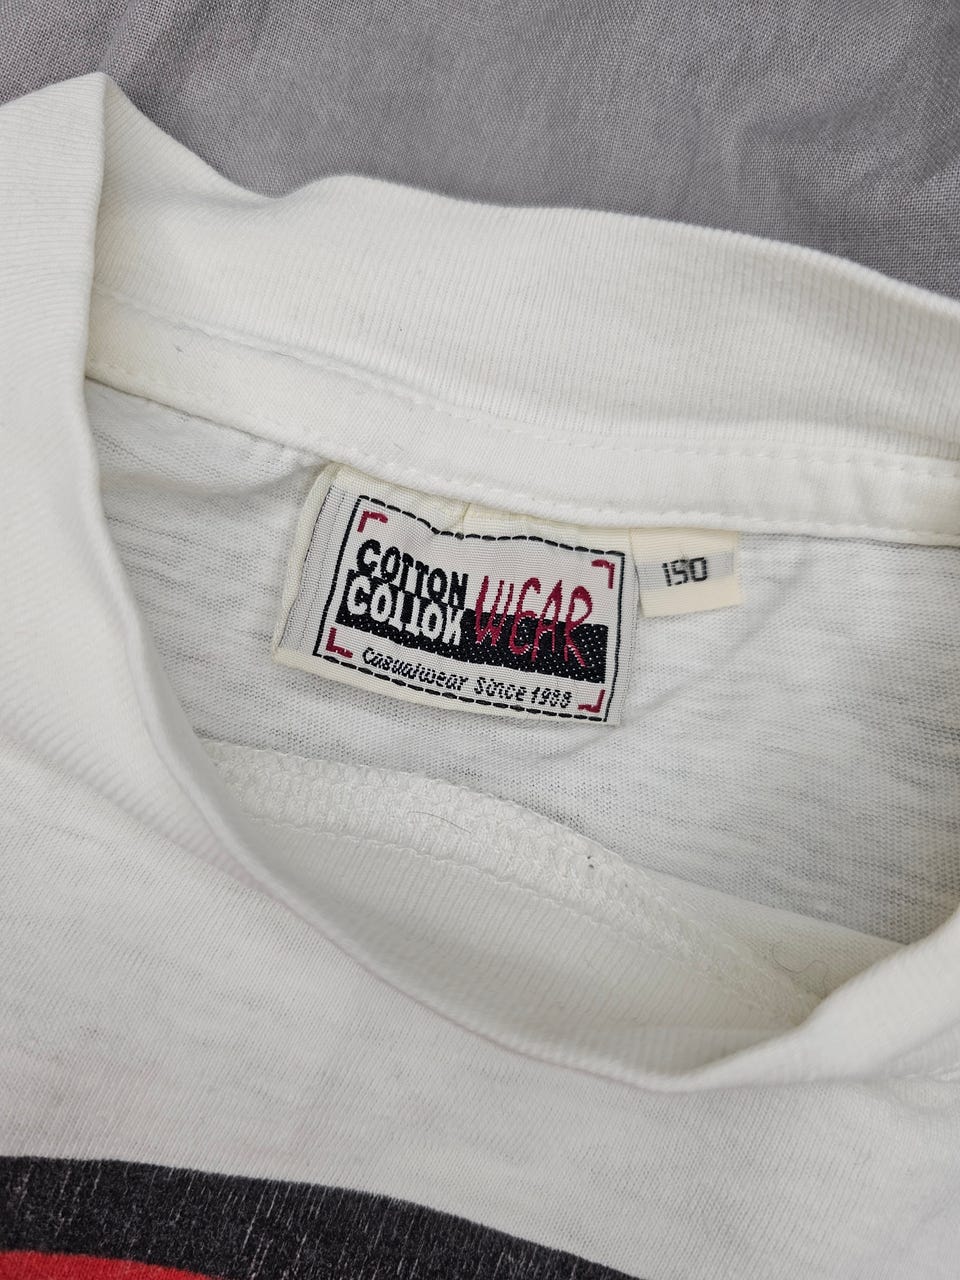 COTTON
COTTON WEAR
Casualwear Since 1988
150